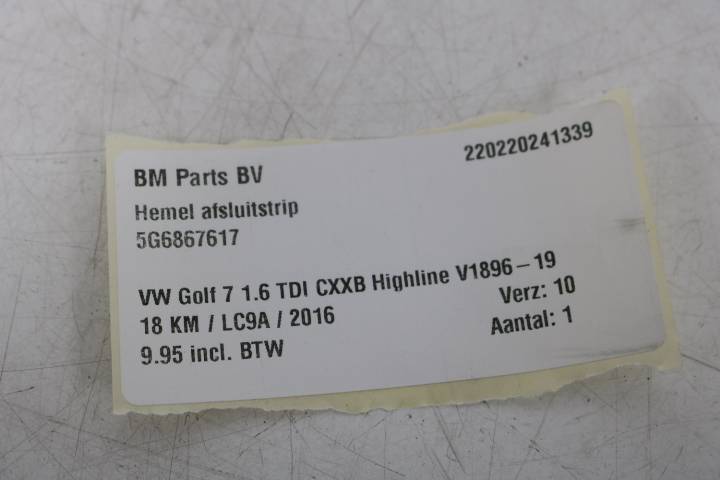 BM Parts BV
220220241339
Hemel afsluitstrip
5G6867617
VW Golf 7 1.6 TDI CXXB Highline V1896-19
18 KM / LC9A / 2016
Verz: 10
9.95 incl. BTW
Aantal: 1